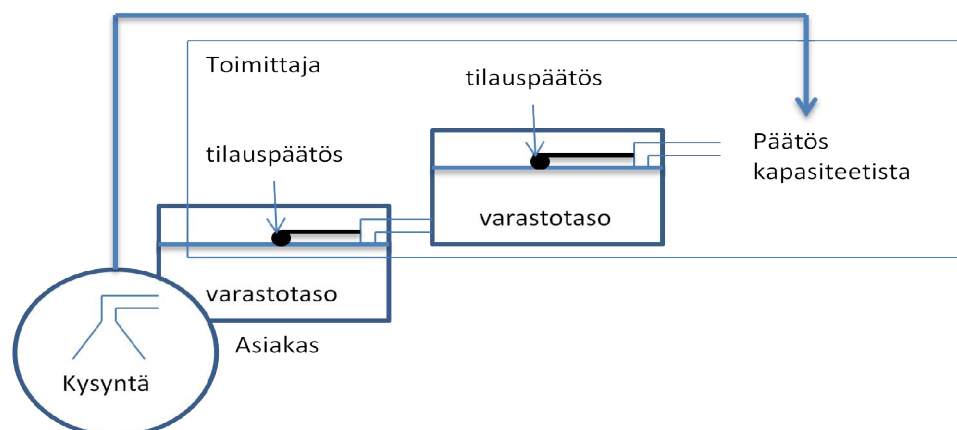 Toimittaja
tilauspäätös
tilauspäätös
Päätös
kapasiteetista
varastotaso
varastotaso
Asiakas
Kysyntä